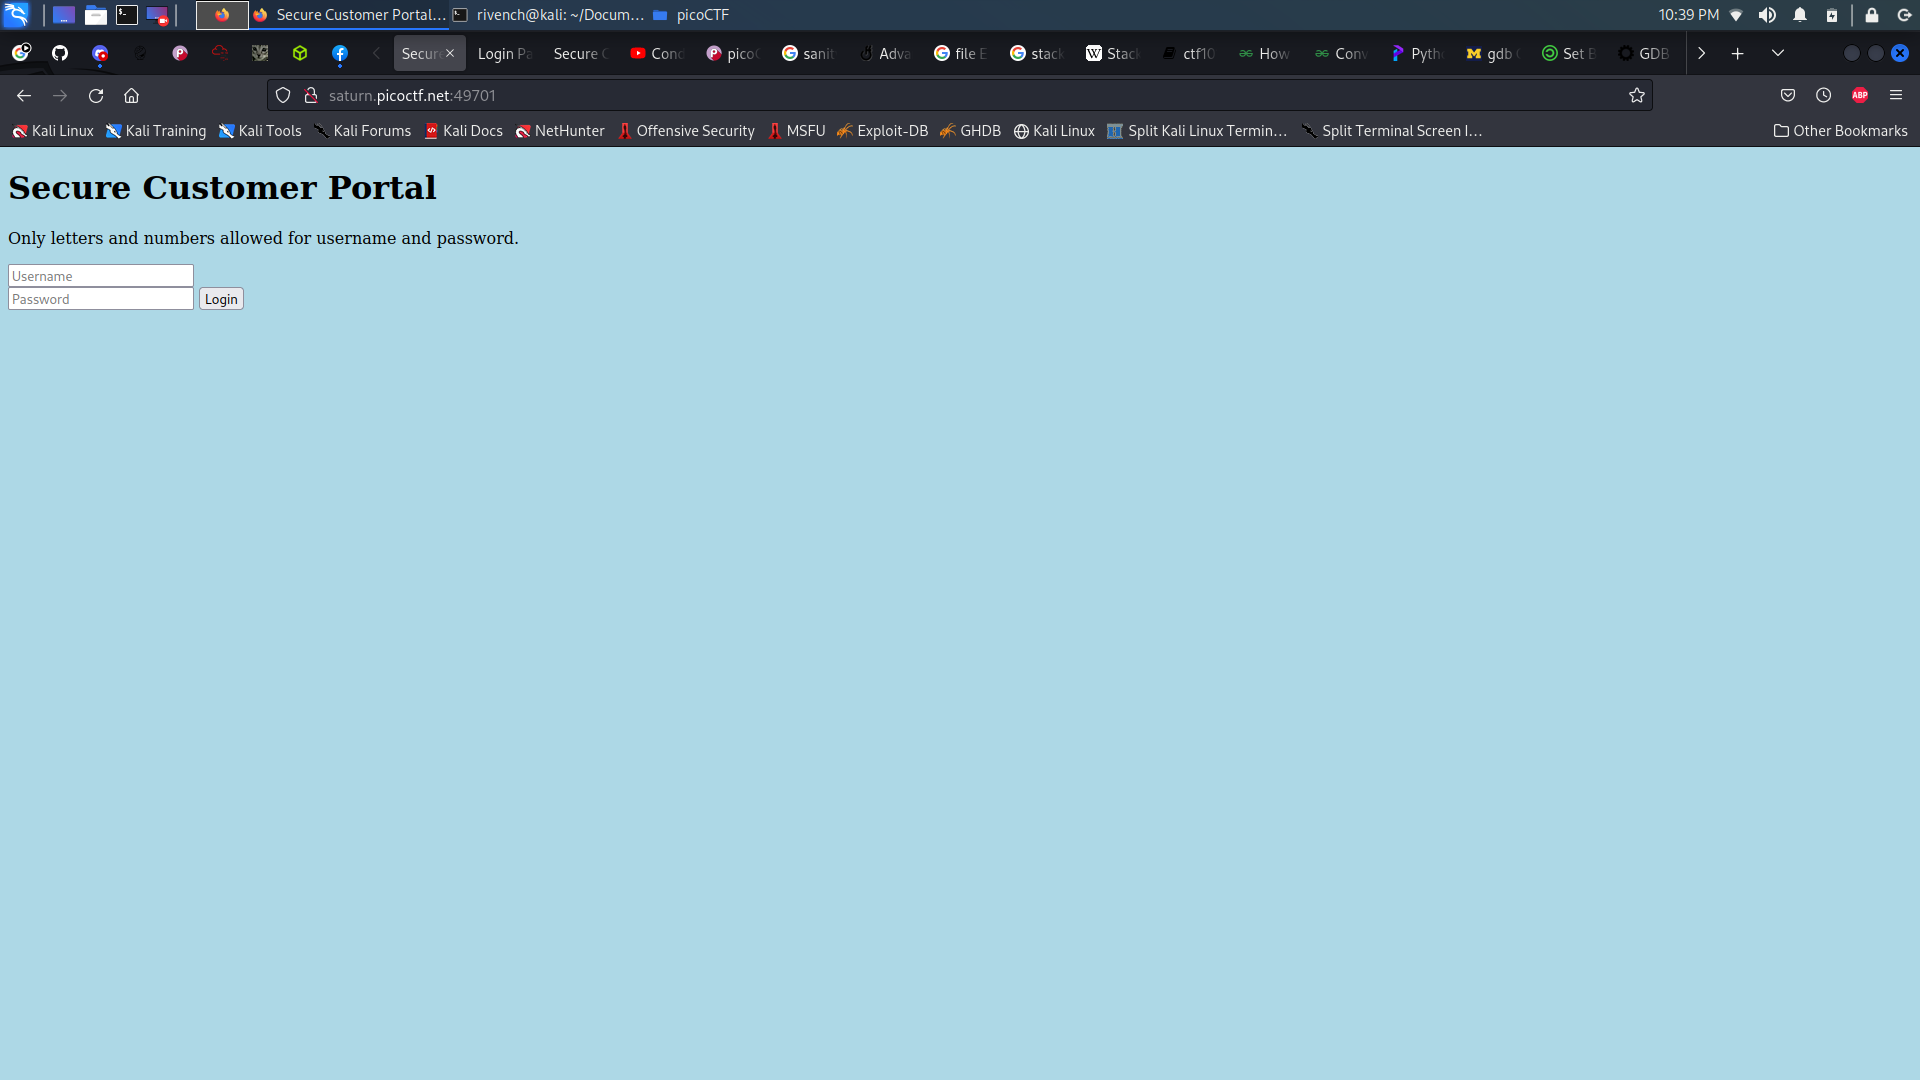 Secure Customer Portal... rivench@kali: ~/Docum... picoCTF 10:39 PM
Secure Login Pa Secure C Conc picoC sanit Adva file E stack Stack ctf10 How Conv Pyth gdb Set B GDB
saturn.picoctf.net:49701 ABP
Kali Linux Kali Training Kali Tools Kali Forums Kali Docs NetHunter Offensive Security MSFU Exploit-DB GHDB Kali Linux Split Kali Linux Termin... Split Terminal Screen I... Other Bookmarks
Secure Customer Portal
Only letters and numbers allowed for username and password.
Username
Password Login